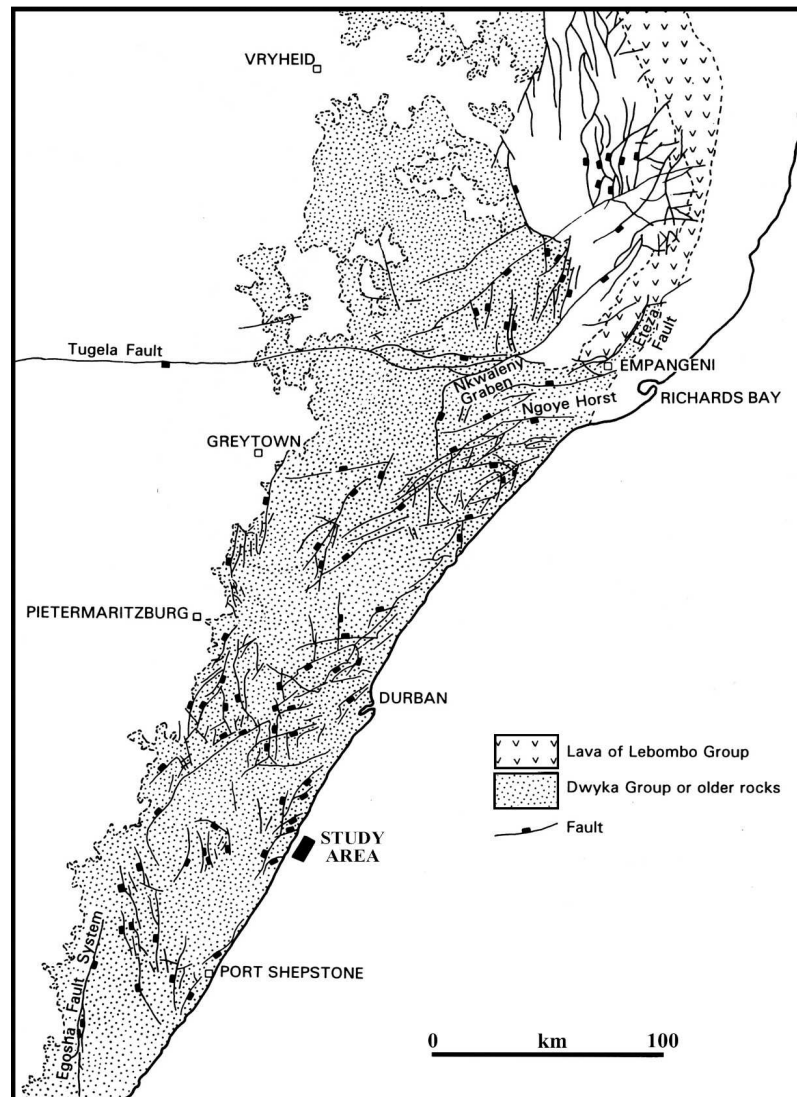 VRYHEID
Tugela Fault
Nkwaleny
Graben
Eteza
Fault
EMPANGENI
Ngoye Horst
RICHARDS BAY
GREYTOWN
PIETERMARITZBURG
DURBAN
Lava of Lebombo Group
Dwyka Group or older rocks
Fault
STUDY
AREA
PORT SHEPSTONE
Egosha Fault System
0 km 100